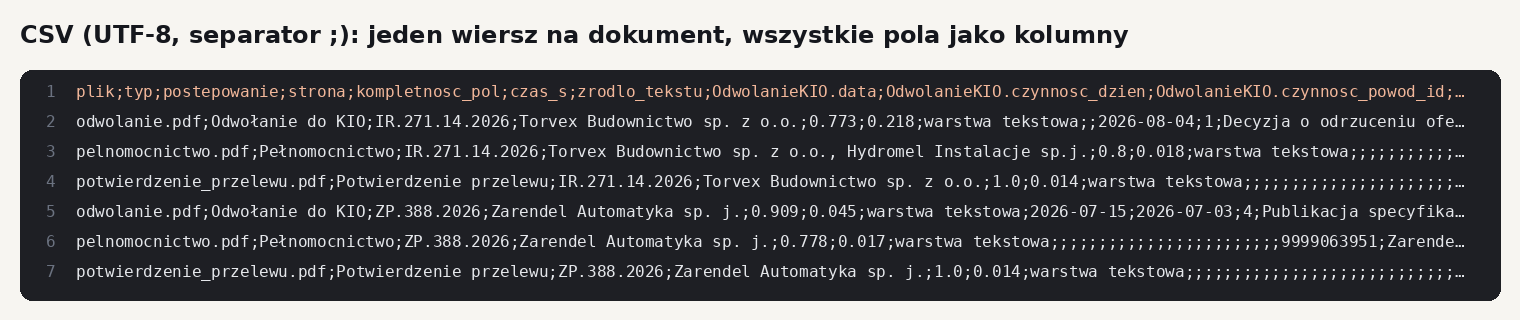 CSV (UTF-8, separator ;): jeden wiersz na dokument, wszystkie pola jako kolumny
1 plik;typ;postepowanie;strona;kompletnosc_pol;czas_s;zrodlo_tekstu;OdwolanieKIO.data;OdwolanieKIO.czynnosc_dzien;OdwolanieKIO.czynnosc_powod_id;…
2 odwolanie.pdf;Odwołanie do KIO;IR.271.14.2026;Torvex Budownictwo sp. z o.o.;0.773;0.218;warstwa tekstowa;;2026-08-04;1;Decyzja o odrzuceniu ofe…
3 pelnomocnictwo.pdf;Pełnomocnictwo;IR.271.14.2026;Torvex Budownictwo sp. z o.o., Hydromel Instalacje sp.j.;0.8;0.018;warstwa tekstowa;;;;;;;;;;;…
4 potwierdzenie_przelewu.pdf;Potwierdzenie przelewu;IR.271.14.2026;Torvex Budownictwo sp. z o.o.;1.0;0.014;warstwa tekstowa;;;;;;;;;;;;;;;;;;;;;;…
5 odwolanie.pdf;Odwołanie do KIO;ZP.388.2026;Zarendel Automatyka sp. j.;0.909;0.045;warstwa tekstowa;2026-07-15;2026-07-03;4;Publikacja specyfika…
6 pelnomocnictwo.pdf;Pełnomocnictwo;ZP.388.2026;Zarendel Automatyka sp. j.;0.778;0.017;warstwa tekstowa;;;;;;;;;;;;;;;;;;;;;;;;9999063951;Zarende…
7 potwierdzenie_przelewu.pdf;Potwierdzenie przelewu;ZP.388.2026;Zarendel Automatyka sp. j.;1.0;0.014;warstwa tekstowa;;;;;;;;;;;;;;;;;;;;;;;;;;;;…